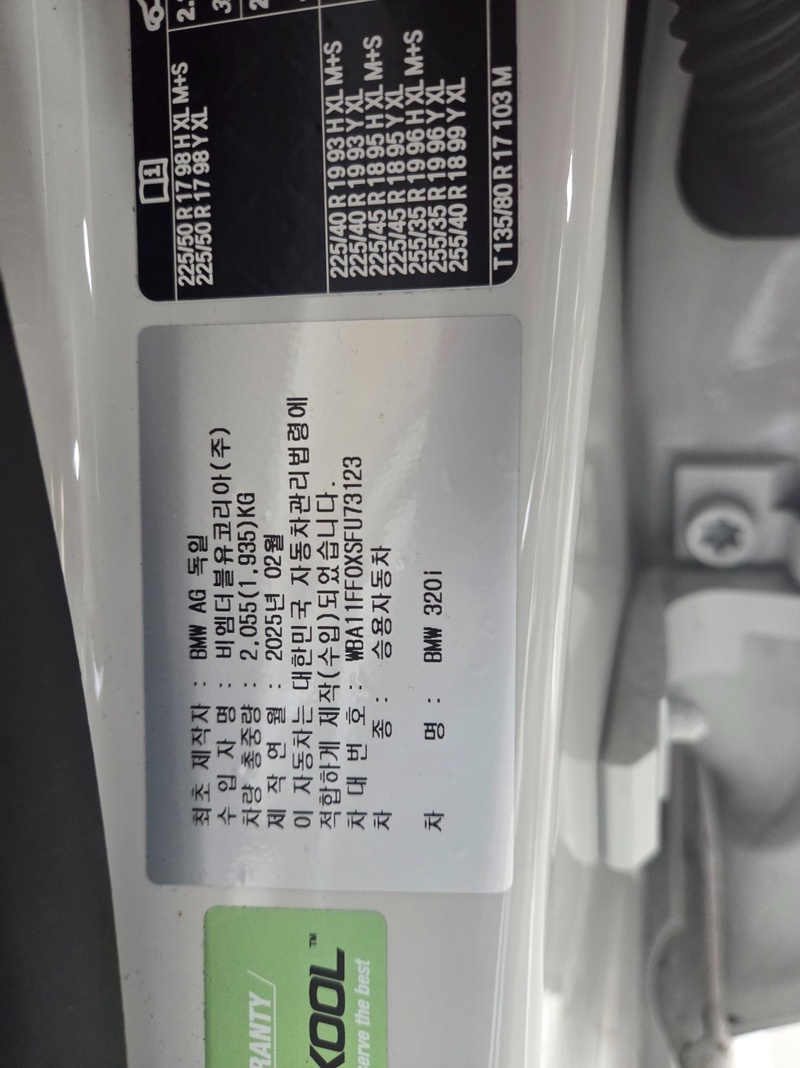 최초 제작자 : BMW AG 독일
수 입 자 명 : 비엠더블유코리아(주)
차량 총중량 : 2,055(1,935)KG
제 작 연 월 : 2025년 02월
이 자동차는 대한민국 자동차관리법령에
적합하게 제작(수입)되었습니다.
차 대 번 호 : WBA11FF0XSFU73123
차 종 : 승용자동차
차 명 : BMW 320i
225/50 R 17 98 H XL M+S
225/50 R 17 98 Y XL
225/40 R 19 93 H XL M+S
225/40 R 19 93 Y XL
225/45 R 18 95 H XL M+S
225/45 R 18 95 Y XL
255/35 R 19 96 H XL M+S
255/35 R 19 96 Y XL
255/40 R 18 99 Y XL
T 135/80 R 17 103 M
RANTY
KOOL™
serve the best